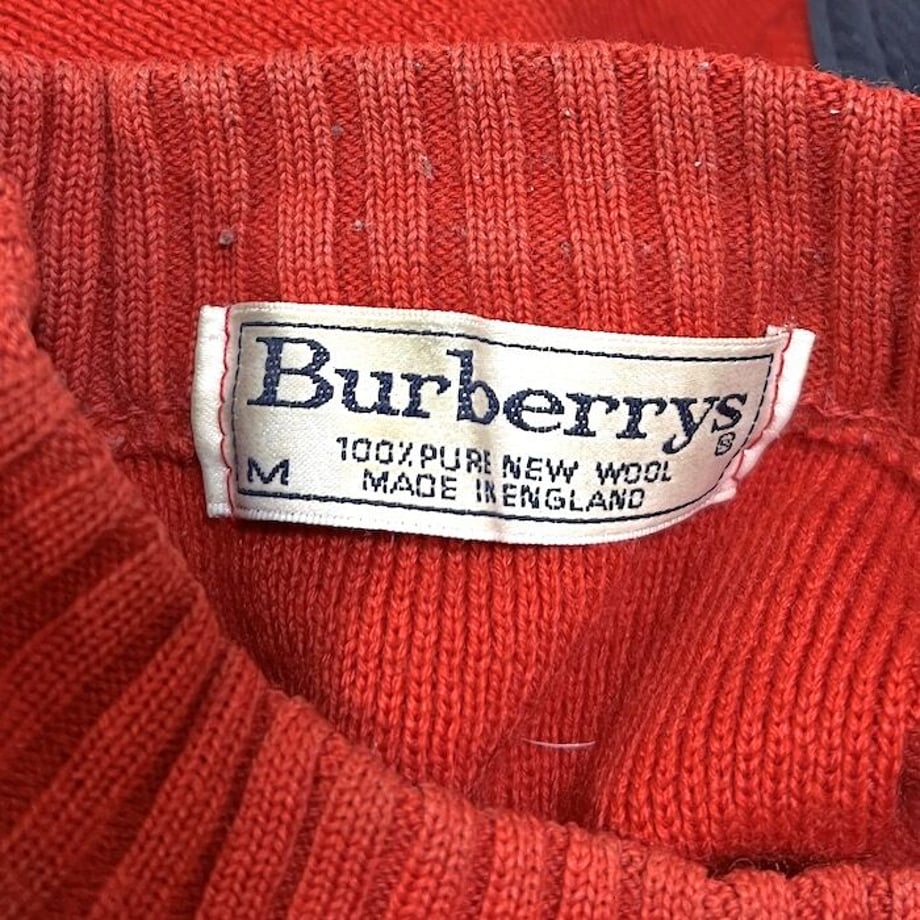 Burberrys
®
100% PURE NEW WOOL
M MADE IN ENGLAND